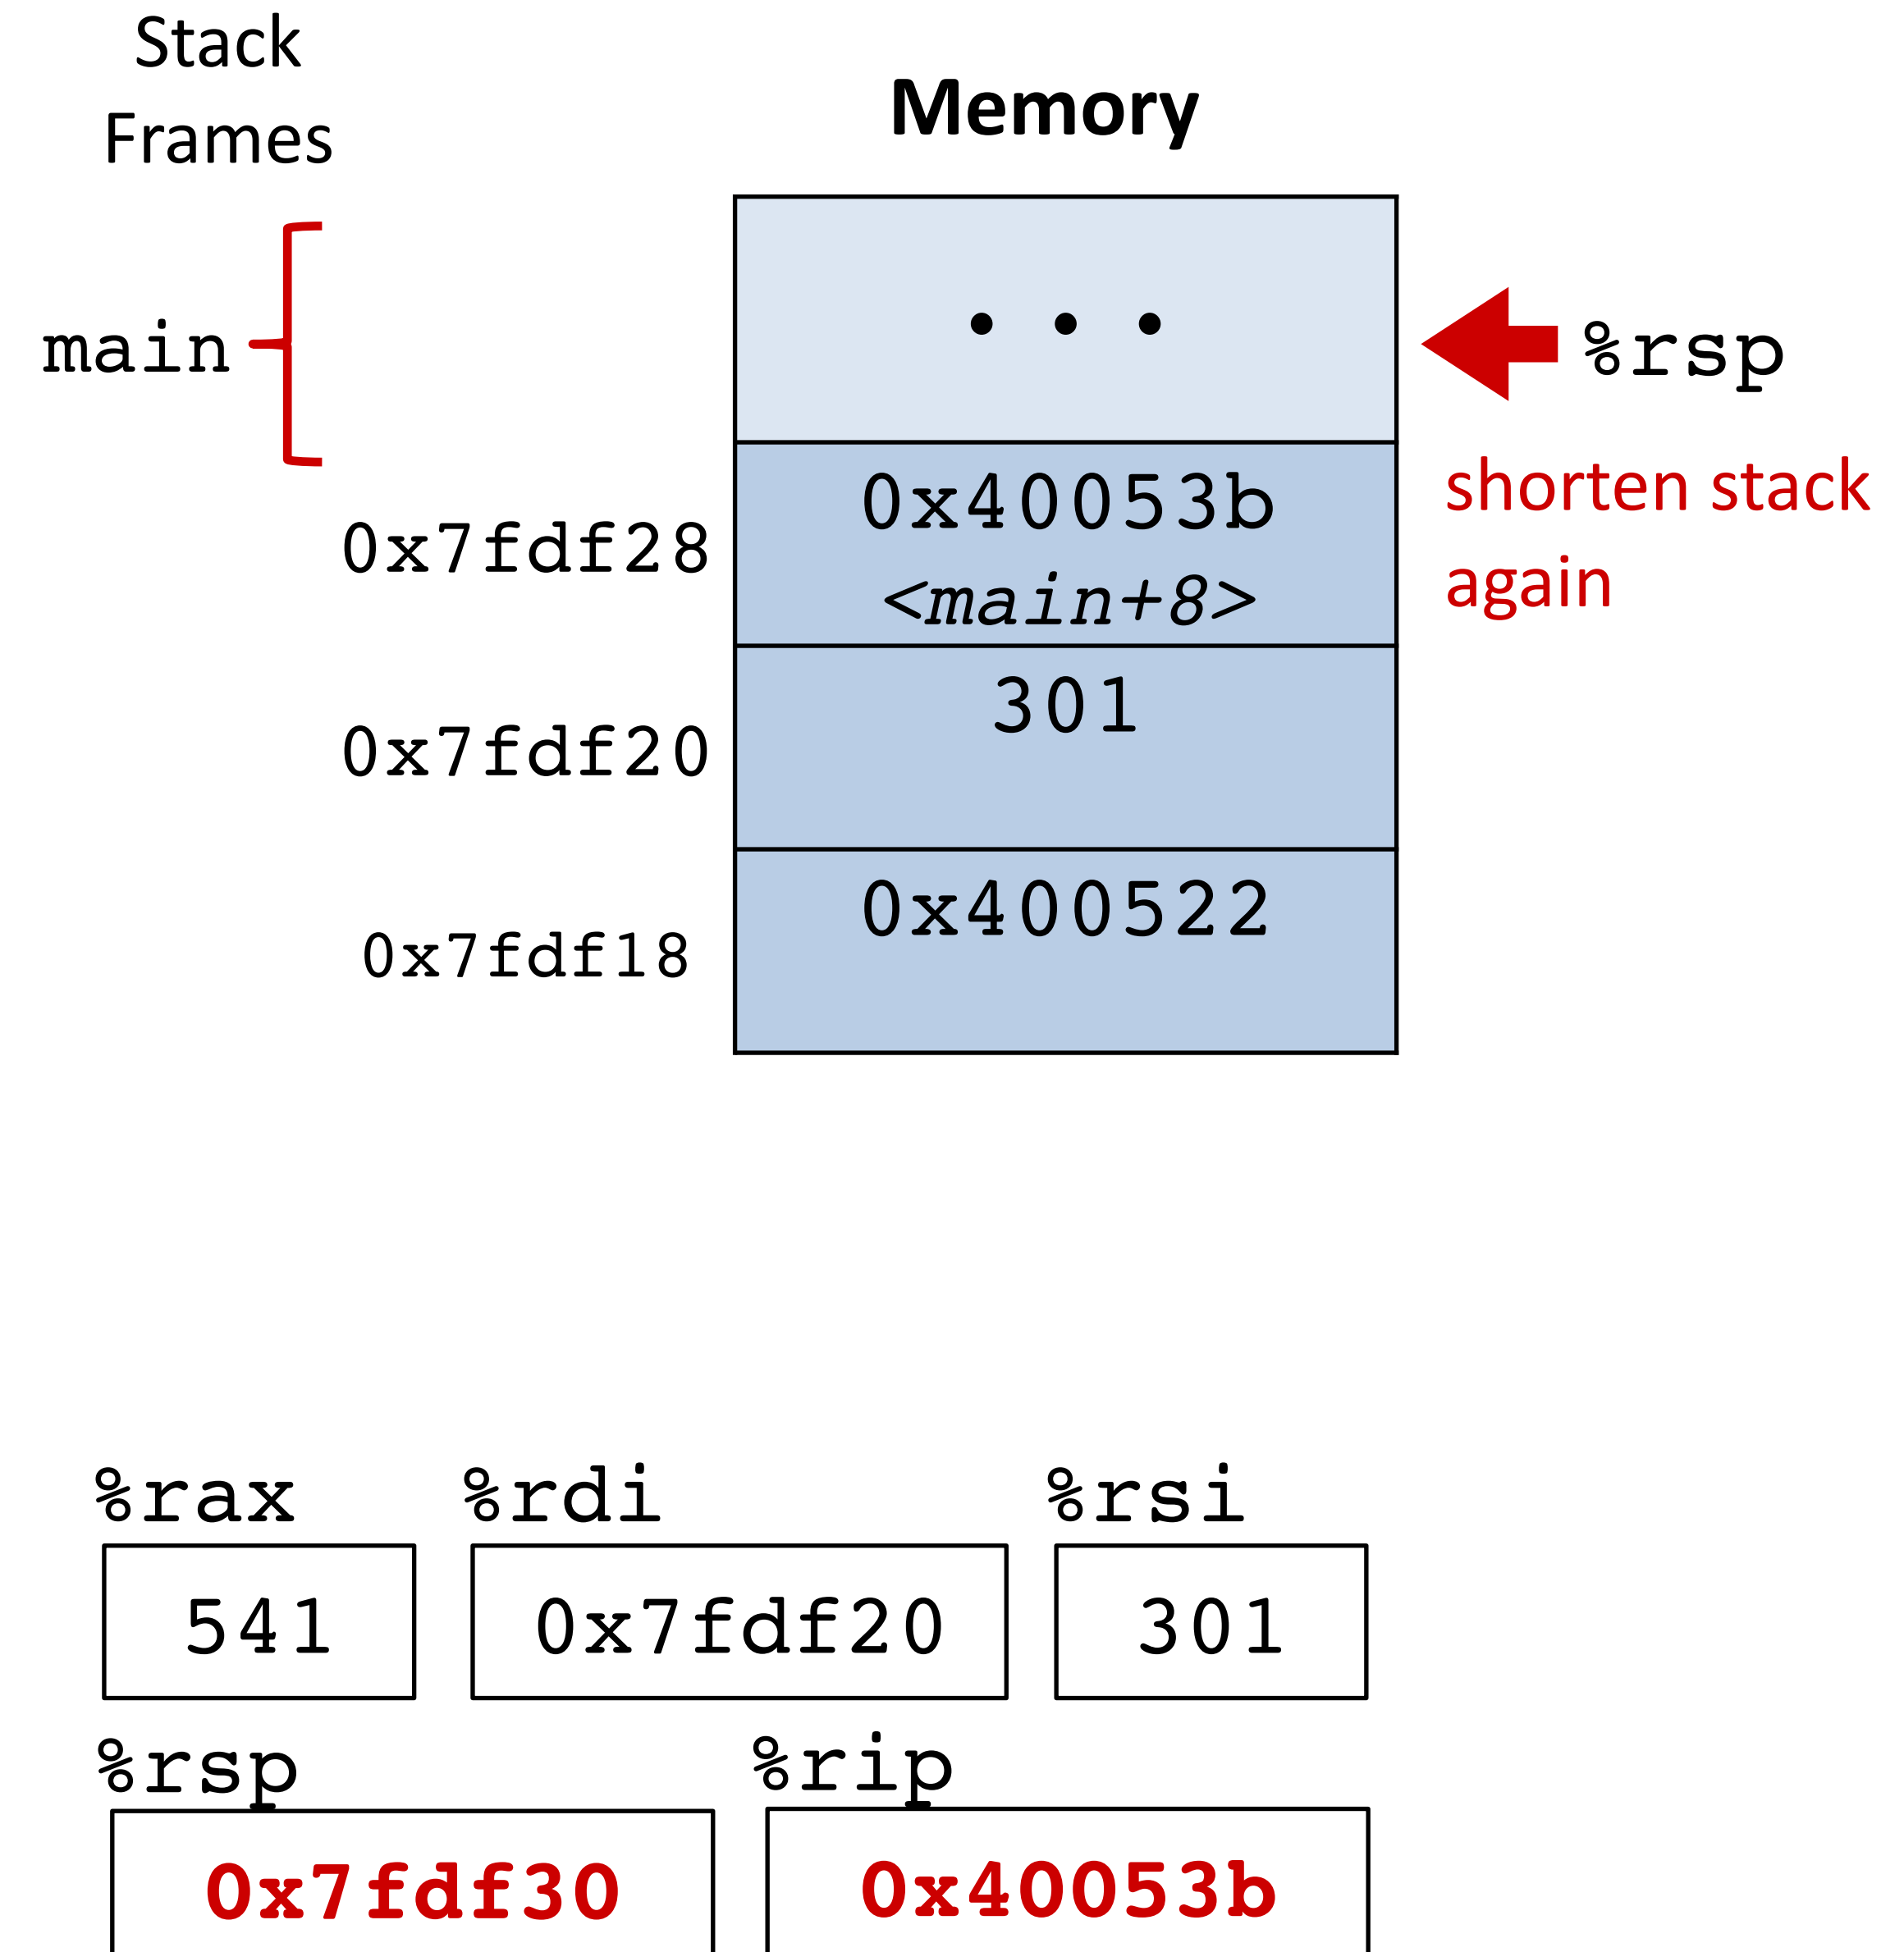 Stack
Frames
Memory
main
• • •
%rsp
shorten stack
again
0x7fdf28
0x40053b
<main+8>
0x7fdf20
301
0x7fdf18
0x400522
%rax
%rdi
%rsi
541
0x7fdf20
301
%rsp
%rip
0x7fdf30
0x40053b